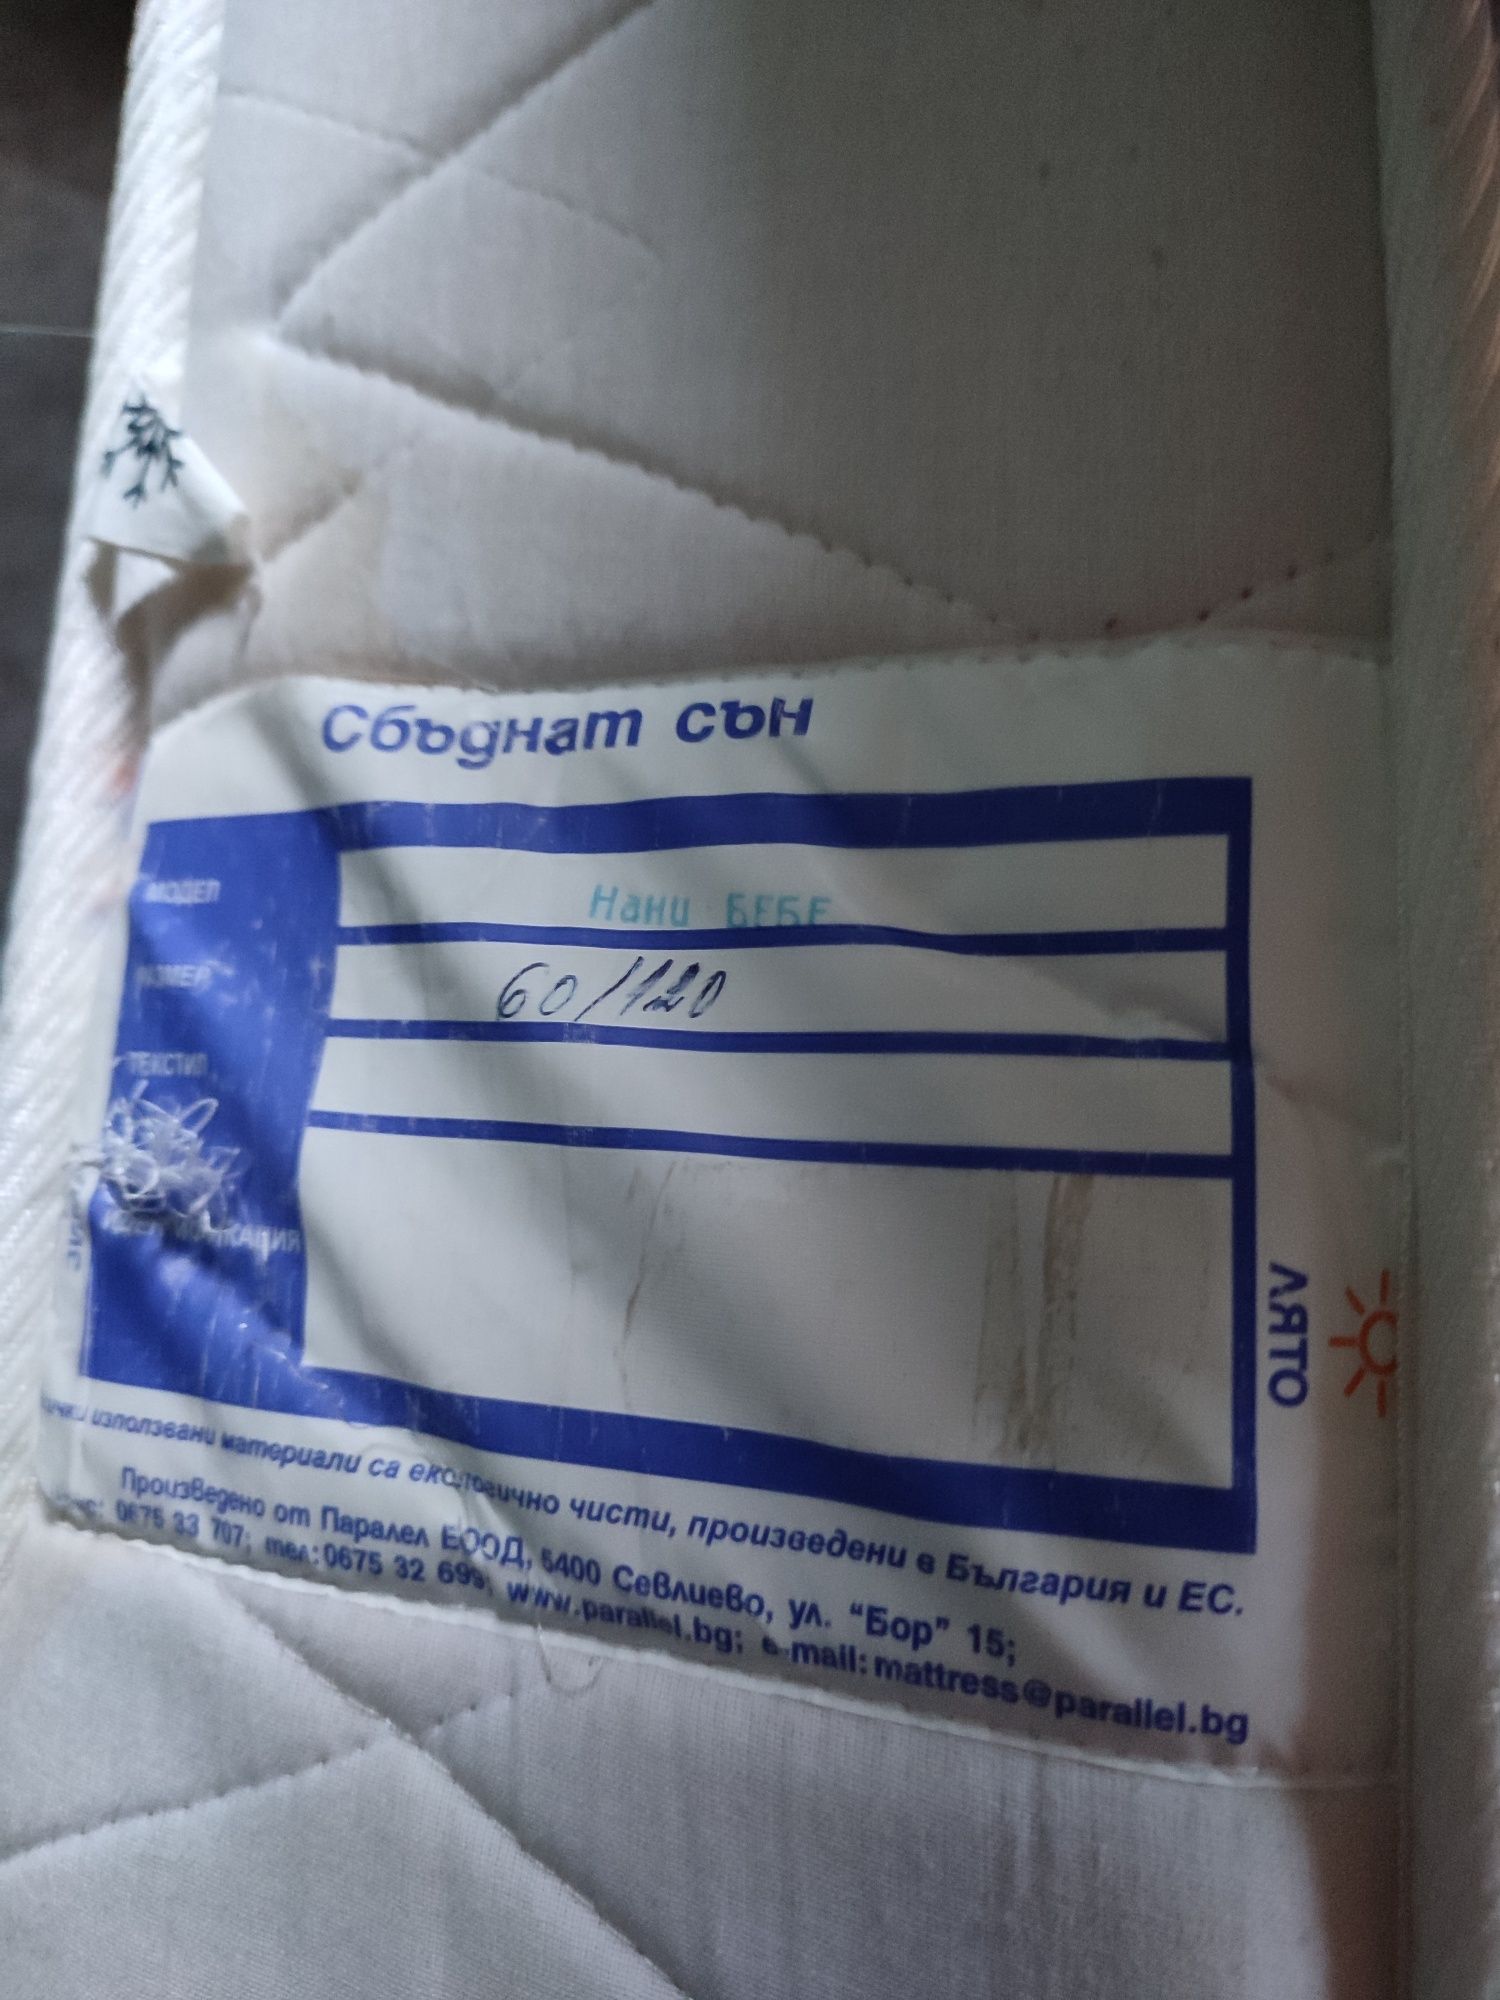 Сбъднат сън
МОДЕЛ
Нани БЕБЕ
РАЗМЕР
60/120
ТЕКСТИЛ
ЛЯТО
използвани материали са екологично чисти, произведени в България и ЕС.
Произведено от Паралел ЕООД, 5400 Севлиево, ул. "Бор" 15;
0675 33 707; тел.:0675 32 699; www.parallel.bg; e-mail: mattress@parallel.bg